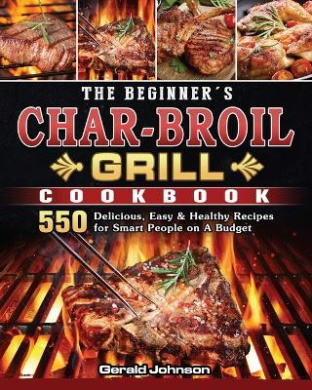 THE BEGINNER´S
CHAR-BROIL
GRILL
COOKBOOK
550 Delicious, Easy & Healthy Recipes
for Smart People on A Budget
Gerald Johnson